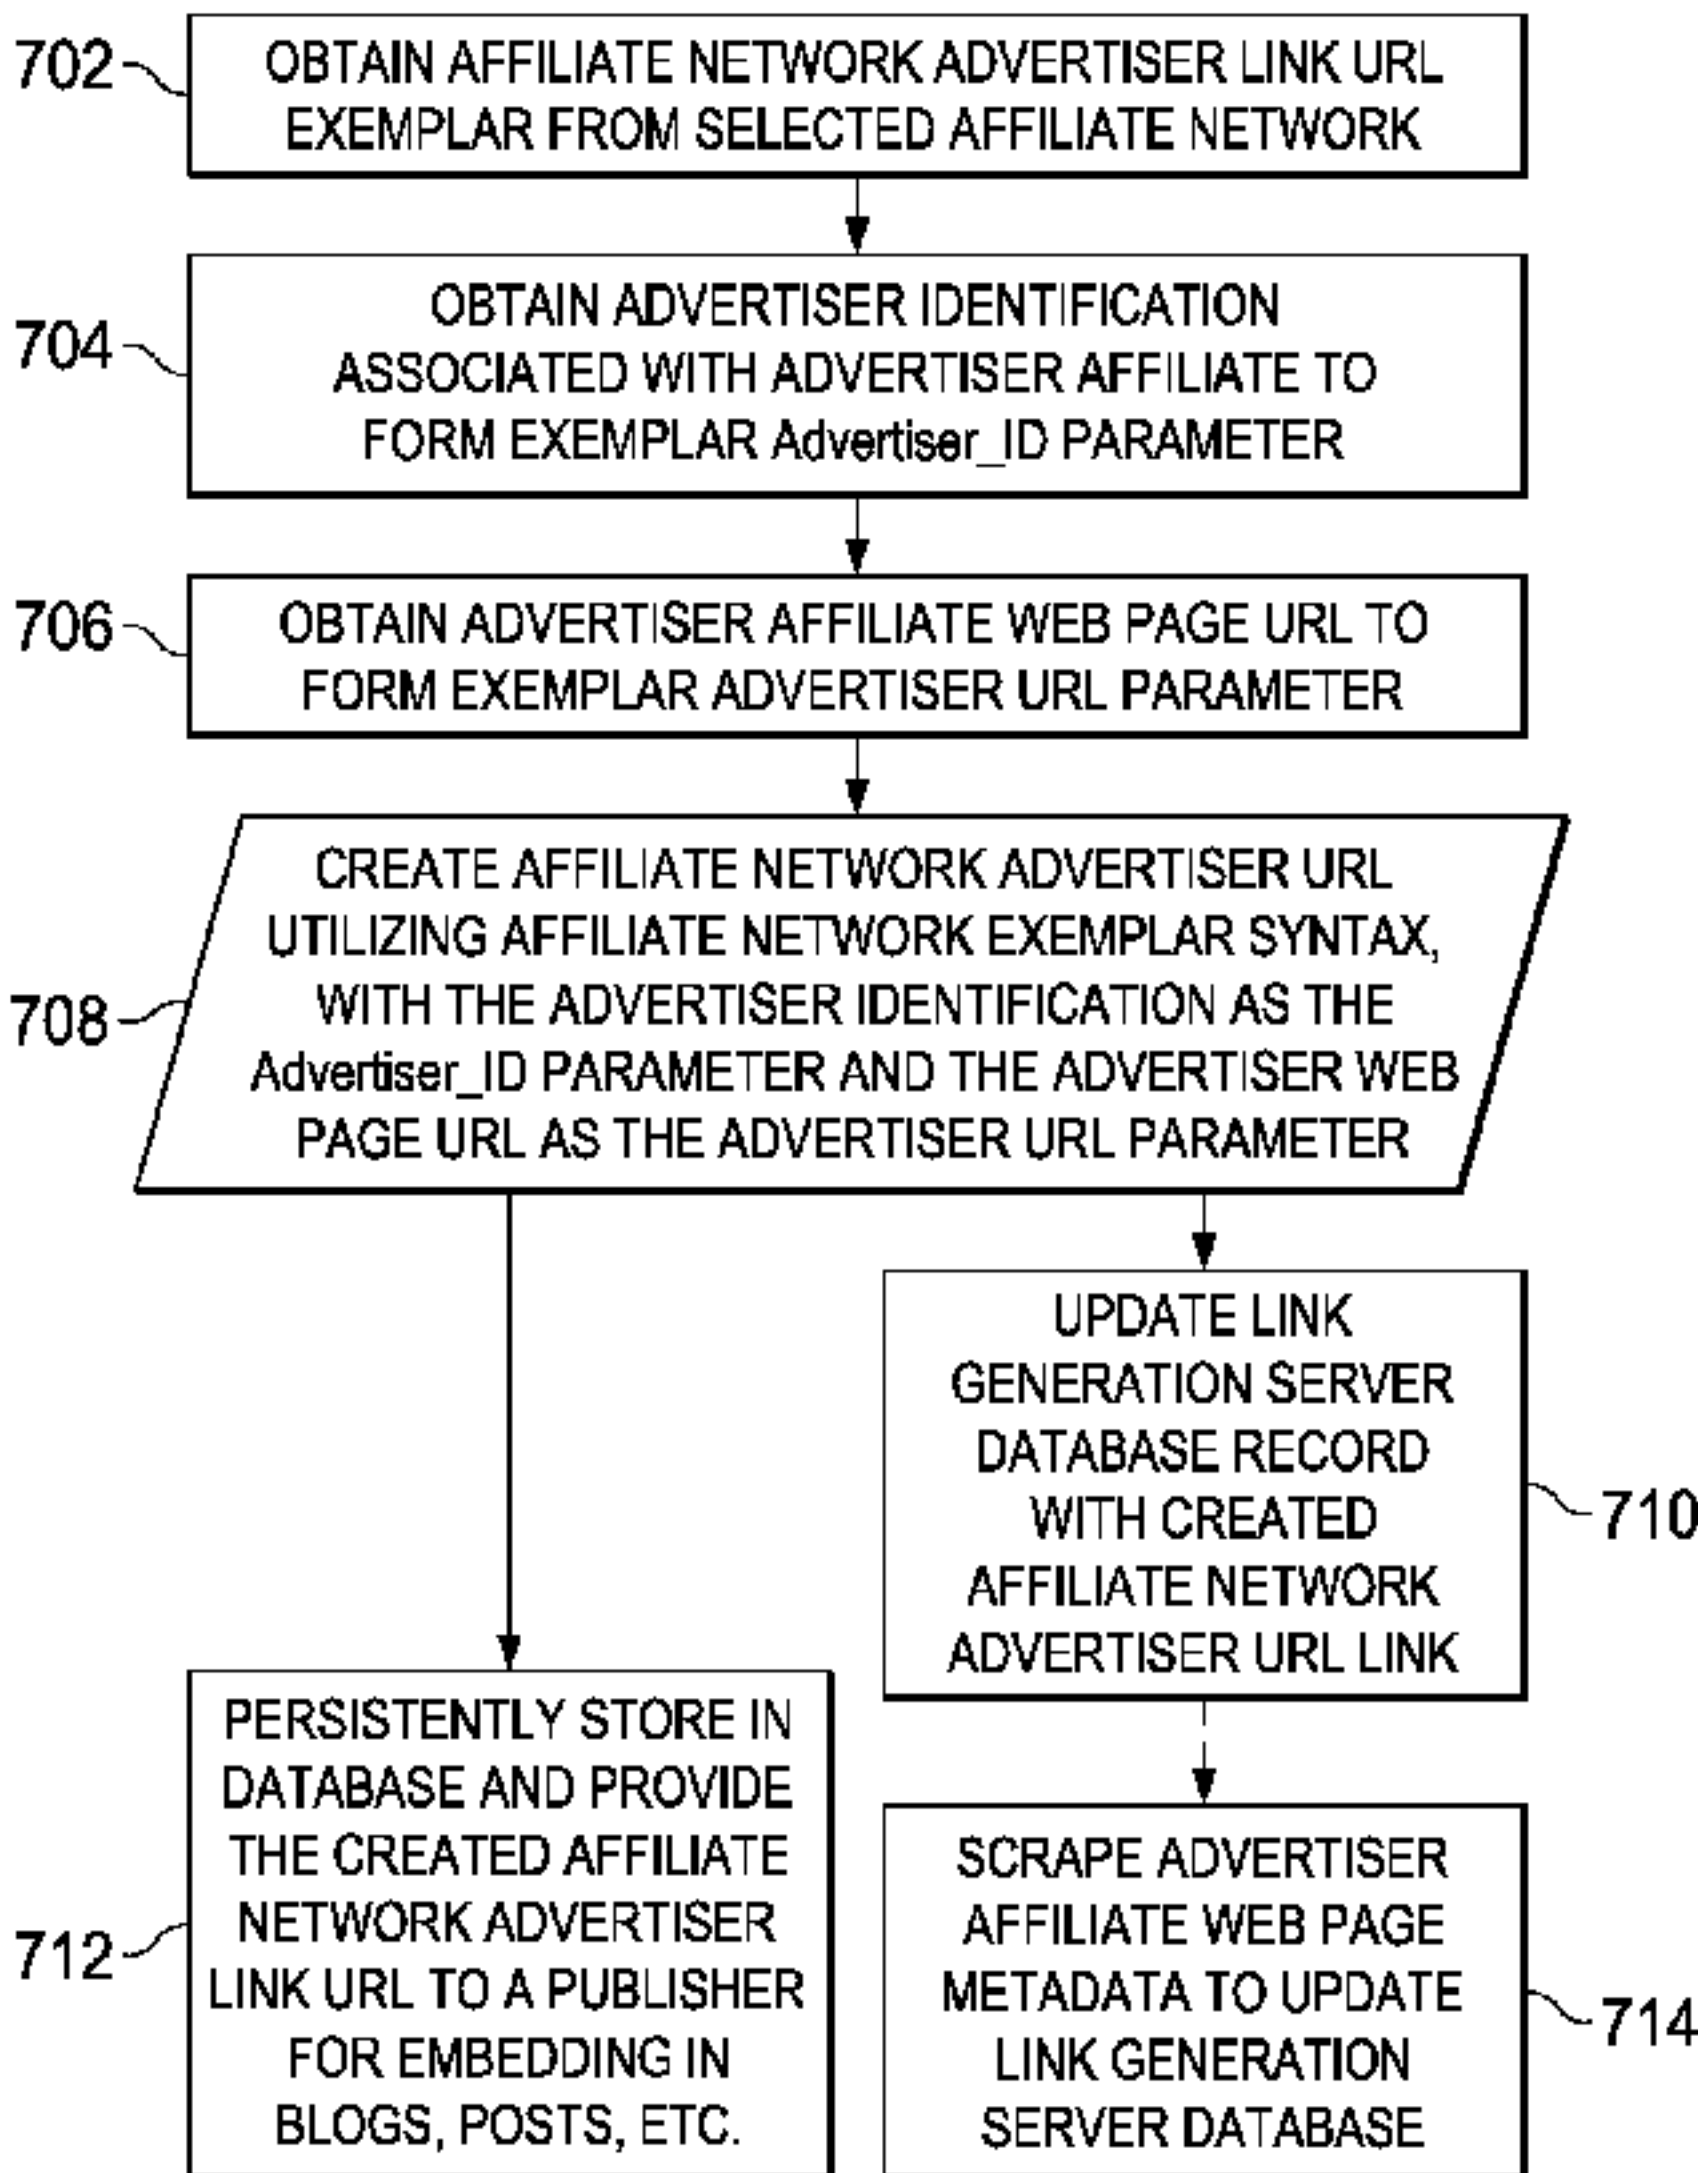 702
OBTAIN AFFILIATE NETWORK ADVERTISER LINK URL
EXEMPLAR FROM SELECTED AFFILIATE NETWORK
704
OBTAIN ADVERTISER IDENTIFICATION
ASSOCIATED WITH ADVERTISER AFFILIATE TO
FORM EXEMPLAR Advertiser_ID PARAMETER
706
OBTAIN ADVERTISER AFFILIATE WEB PAGE URL TO
FORM EXEMPLAR ADVERTISER URL PARAMETER
708
CREATE AFFILIATE NETWORK ADVERTISER URL
UTILIZING AFFILIATE NETWORK EXEMPLAR SYNTAX,
WITH THE ADVERTISER IDENTIFICATION AS THE
Advertiser_ID PARAMETER AND THE ADVERTISER WEB
PAGE URL AS THE ADVERTISER URL PARAMETER
UPDATE LINK
GENERATION SERVER
DATABASE RECORD
WITH CREATED
AFFILIATE NETWORK
ADVERTISER URL LINK
710
712
PERSISTENTLY STORE IN
DATABASE AND PROVIDE
THE CREATED AFFILIATE
NETWORK ADVERTISER
LINK URL TO A PUBLISHER
FOR EMBEDDING IN
BLOGS, POSTS, ETC.
SCRAPE ADVERTISER
AFFILIATE WEB PAGE
METADATA TO UPDATE
LINK GENERATION
SERVER DATABASE
714